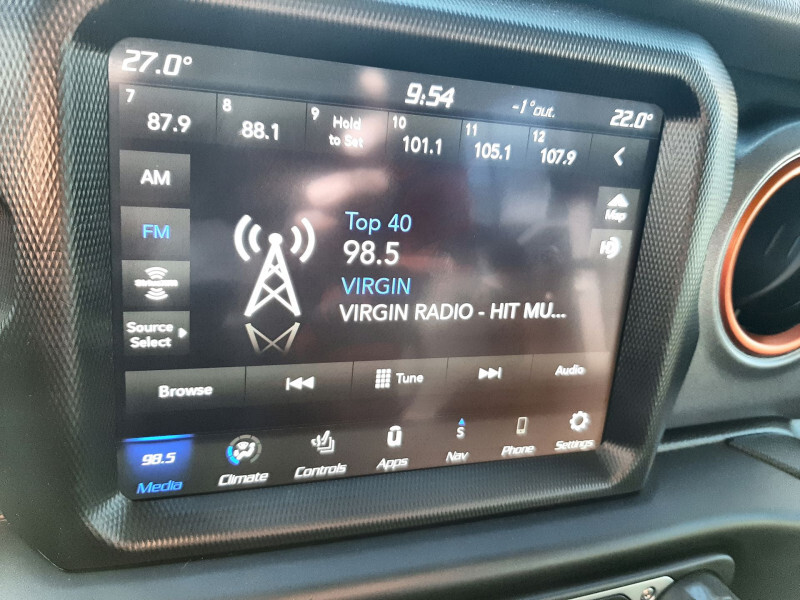 27.0°
9:54
-1°out.
22.0°
7
87.9
8
88.1
9
Hold
to Set
10
101.1
11
105.1
12
107.9
AM
FM
Source
Select
Top 40
98.5
VIRGIN
VIRGIN RADIO - HIT MU...
Map
HD
Browse
Tune
Audio
98.5
Media
Climate
Controls
Apps
S
Nav
Phone
Settings